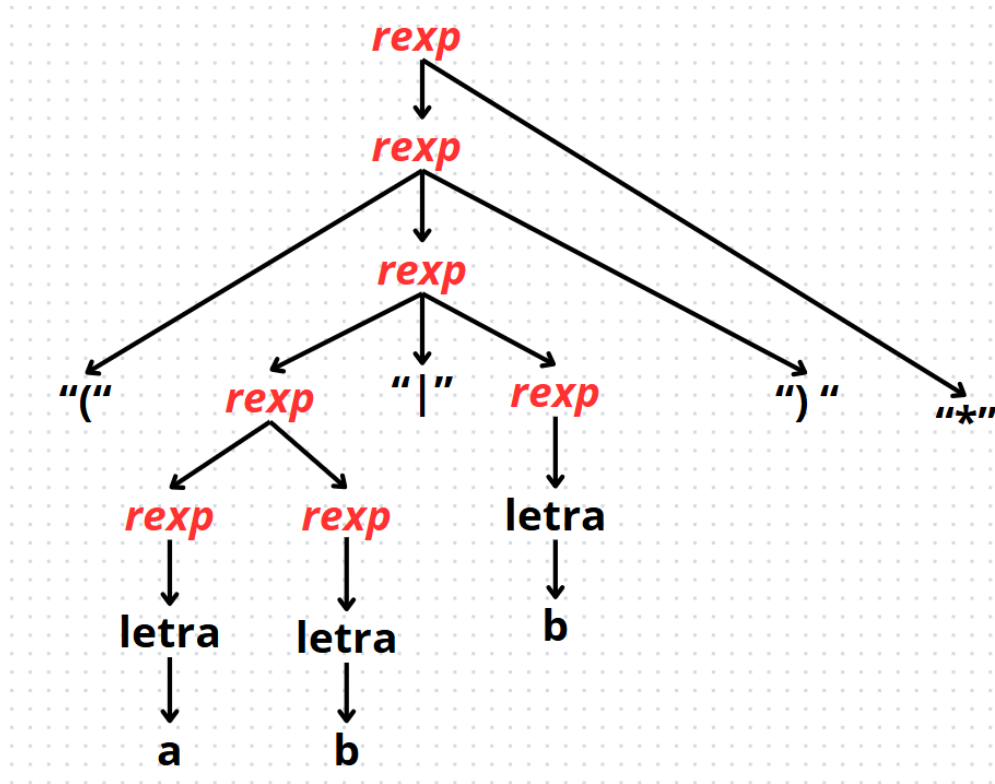 rexp
rexp
rexp
“(“ rexp “|” rexp “) “ “*”
rexp rexp letra
letra letra b
a b